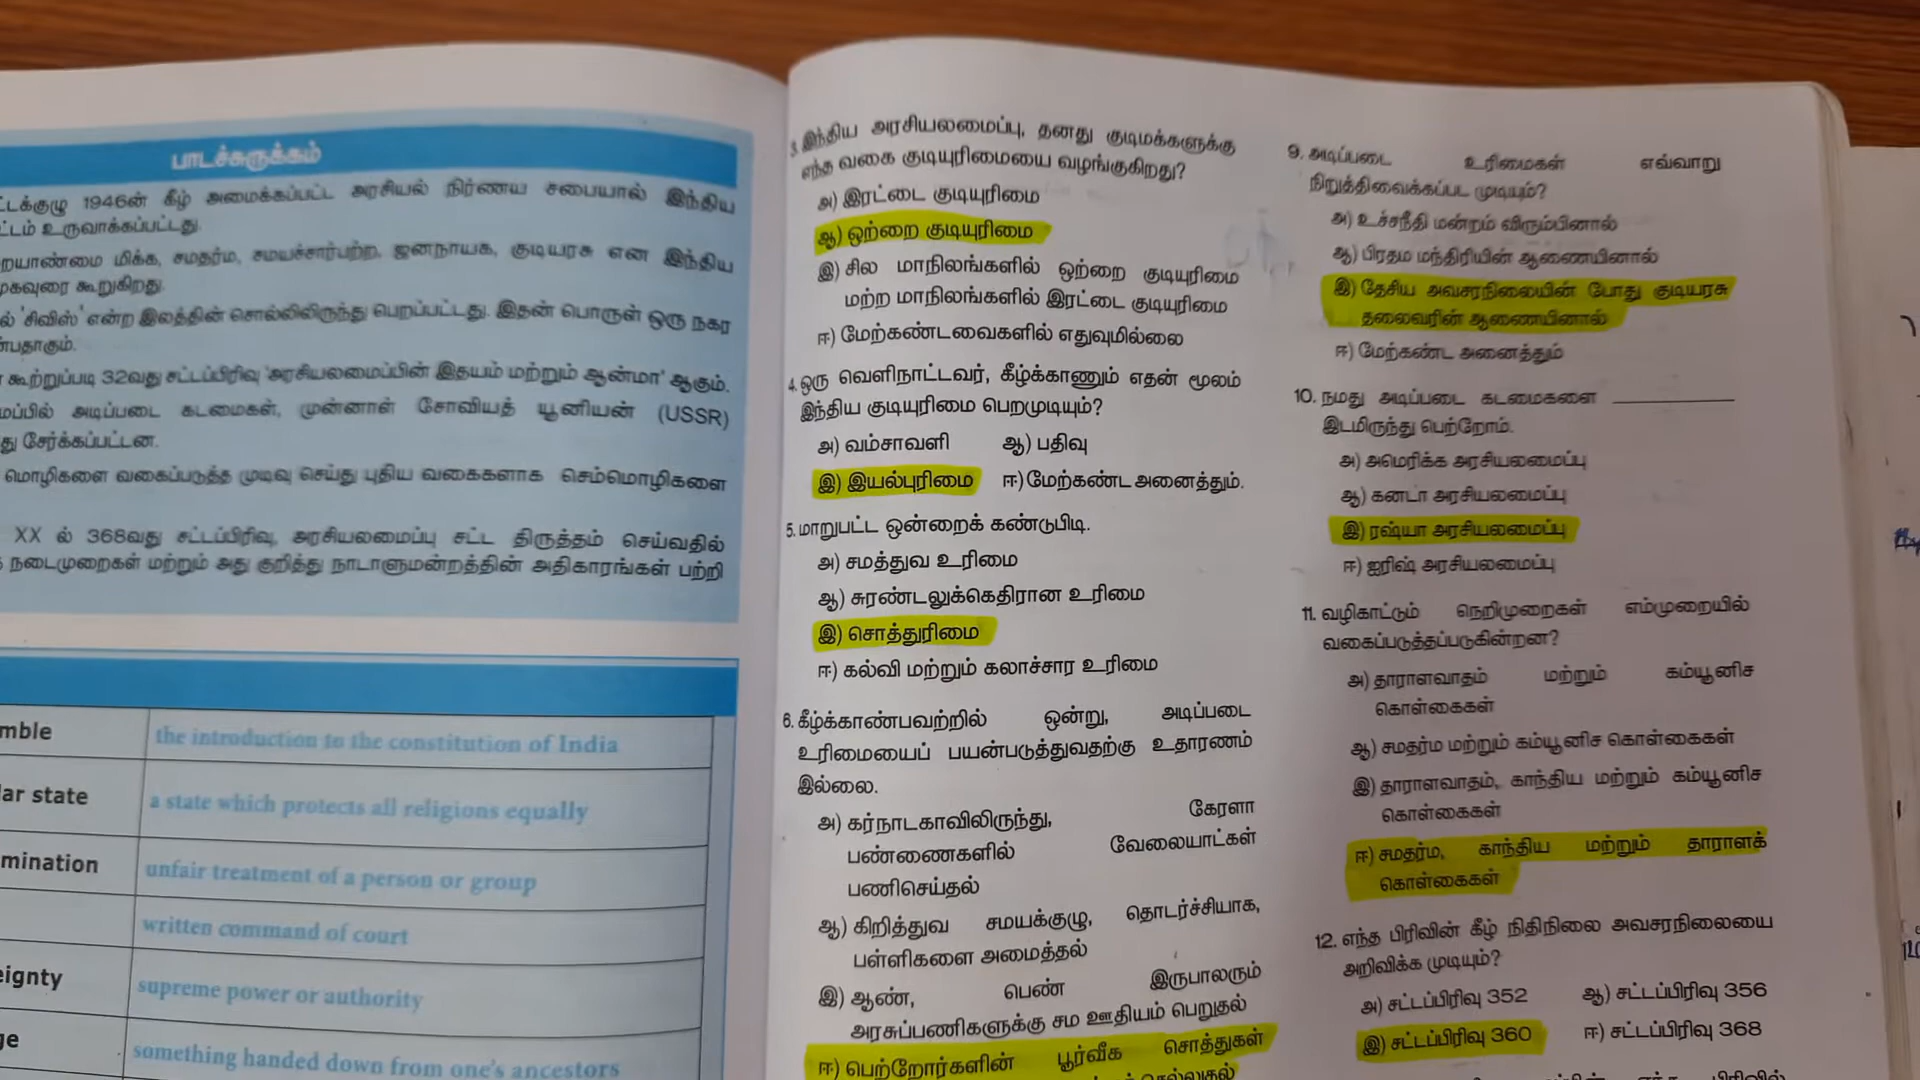 பாடச்சுருக்கம்
ட்டக்குழு 1946ன் கீழ் அமைக்கப்பட்ட அரசியல் நிர்ணய சபையால் இந்திய
ட்டம் உருவாக்கப்பட்டது.
றையாண்மை மிக்க, சமதர்ம, சமயச்சார்பற்ற, ஜனநாயக, குடியரசு என இந்திய
முகவுரை கூறுகிறது.
ல் 'சிவிஸ்' என்ற இலத்தின் சொல்லிலிருந்து பெறப்பட்டது. இதன் பொருள் ஒரு நகர
ன்பதாகும்.
கூற்றுப்படி 32வது சட்டப்பிரிவு 'அரசியலமைப்பின் இதயம் மற்றும் ஆன்மா' ஆகும்.
மைப்பில் அடிப்படை கடமைகள், முன்னாள் சோவியத் யூனியன் (USSR)
து சேர்க்கப்பட்டன.
மொழிகளை வகைப்படுத்த முடிவு செய்து புதிய வகைகளாக செம்மொழிகளை
XX ல் 368வது சட்டப்பிரிவு, அரசியலமைப்பு சட்ட திருத்தம் செய்வதில்
நடைமுறைகள் மற்றும் அது குறித்து நாடாளுமன்றத்தின் அதிகாரங்கள் பற்றி
mble the introduction to the constitution of India
lar state a state which protects all religions equally
mination unfair treatment of a person or group
written command of court
eignty supreme power or authority
ge something handed down from one's ancestors
3. இந்திய அரசியலமைப்பு, தனது குடிமக்களுக்கு
எந்த வகை குடியுரிமையை வழங்குகிறது?
அ) இரட்டை குடியுரிமை
ஆ) ஒற்றை குடியுரிமை
இ) சில மாநிலங்களில் ஒற்றை குடியுரிமை
மற்ற மாநிலங்களில் இரட்டை குடியுரிமை
ஈ) மேற்கண்டவைகளில் எதுவுமில்லை
4. ஒரு வெளிநாட்டவர், கீழ்க்காணும் எதன் மூலம்
இந்திய குடியுரிமை பெறமுடியும்?
அ) வம்சாவளி ஆ) பதிவு
இ) இயல்புரிமை ஈ) மேற்கண்ட அனைத்தும்.
5. மாறுபட்ட ஒன்றைக் கண்டுபிடி.
அ) சமத்துவ உரிமை
ஆ) சுரண்டலுக்கெதிரான உரிமை
இ) சொத்துரிமை
ஈ) கல்வி மற்றும் கலாச்சார உரிமை
6. கீழ்க்காண்பவற்றில் ஒன்று, அடிப்படை
உரிமையைப் பயன்படுத்துவதற்கு உதாரணம்
இல்லை.
அ) கர்நாடகாவிலிருந்து, கேரளா
பண்ணைகளில் வேலையாட்கள்
பணிசெய்தல்
ஆ) கிறித்துவ சமயக்குழு, தொடர்ச்சியாக,
பள்ளிகளை அமைத்தல்
இ) ஆண், பெண் இருபாலரும்
அரசுப்பணிகளுக்கு சம ஊதியம் பெறுதல்
ஈ) பெற்றோர்களின் பூர்வீக சொத்துகள்
9. அடிப்படை உரிமைகள் எவ்வாறு
நிறுத்திவைக்கப்பட முடியும்?
அ) உச்சநீதி மன்றம் விரும்பினால்
ஆ) பிரதம மந்திரியின் ஆணையினால்
இ) தேசிய அவசரநிலையின் போது குடியரசு
தலைவரின் ஆணையினால்
ஈ) மேற்கண்ட அனைத்தும்
10. நமது அடிப்படை கடமைகளை ____________
இடமிருந்து பெற்றோம்.
அ) அமெரிக்க அரசியலமைப்பு
ஆ) கனடா அரசியலமைப்பு
இ) ரஷ்யா அரசியலமைப்பு
ஈ) ஐரிஷ் அரசியலமைப்பு
11. வழிகாட்டும் நெறிமுறைகள் எம்முறையில்
வகைப்படுத்தப்படுகின்றன?
அ) தாராளவாதம் மற்றும் கம்யூனிச
கொள்கைகள்
ஆ) சமதர்ம மற்றும் கம்யூனிச கொள்கைகள்
இ) தாராளவாதம், காந்திய மற்றும் கம்யூனிச
கொள்கைகள்
ஈ) சமதர்ம, காந்திய மற்றும் தாராளக்
கொள்கைகள்
12. எந்த பிரிவின் கீழ் நிதிநிலை அவசரநிலையை
அறிவிக்க முடியும்?
அ) சட்டப்பிரிவு 352 ஆ) சட்டப்பிரிவு 356
இ) சட்டப்பிரிவு 360 ஈ) சட்டப்பிரிவு 368